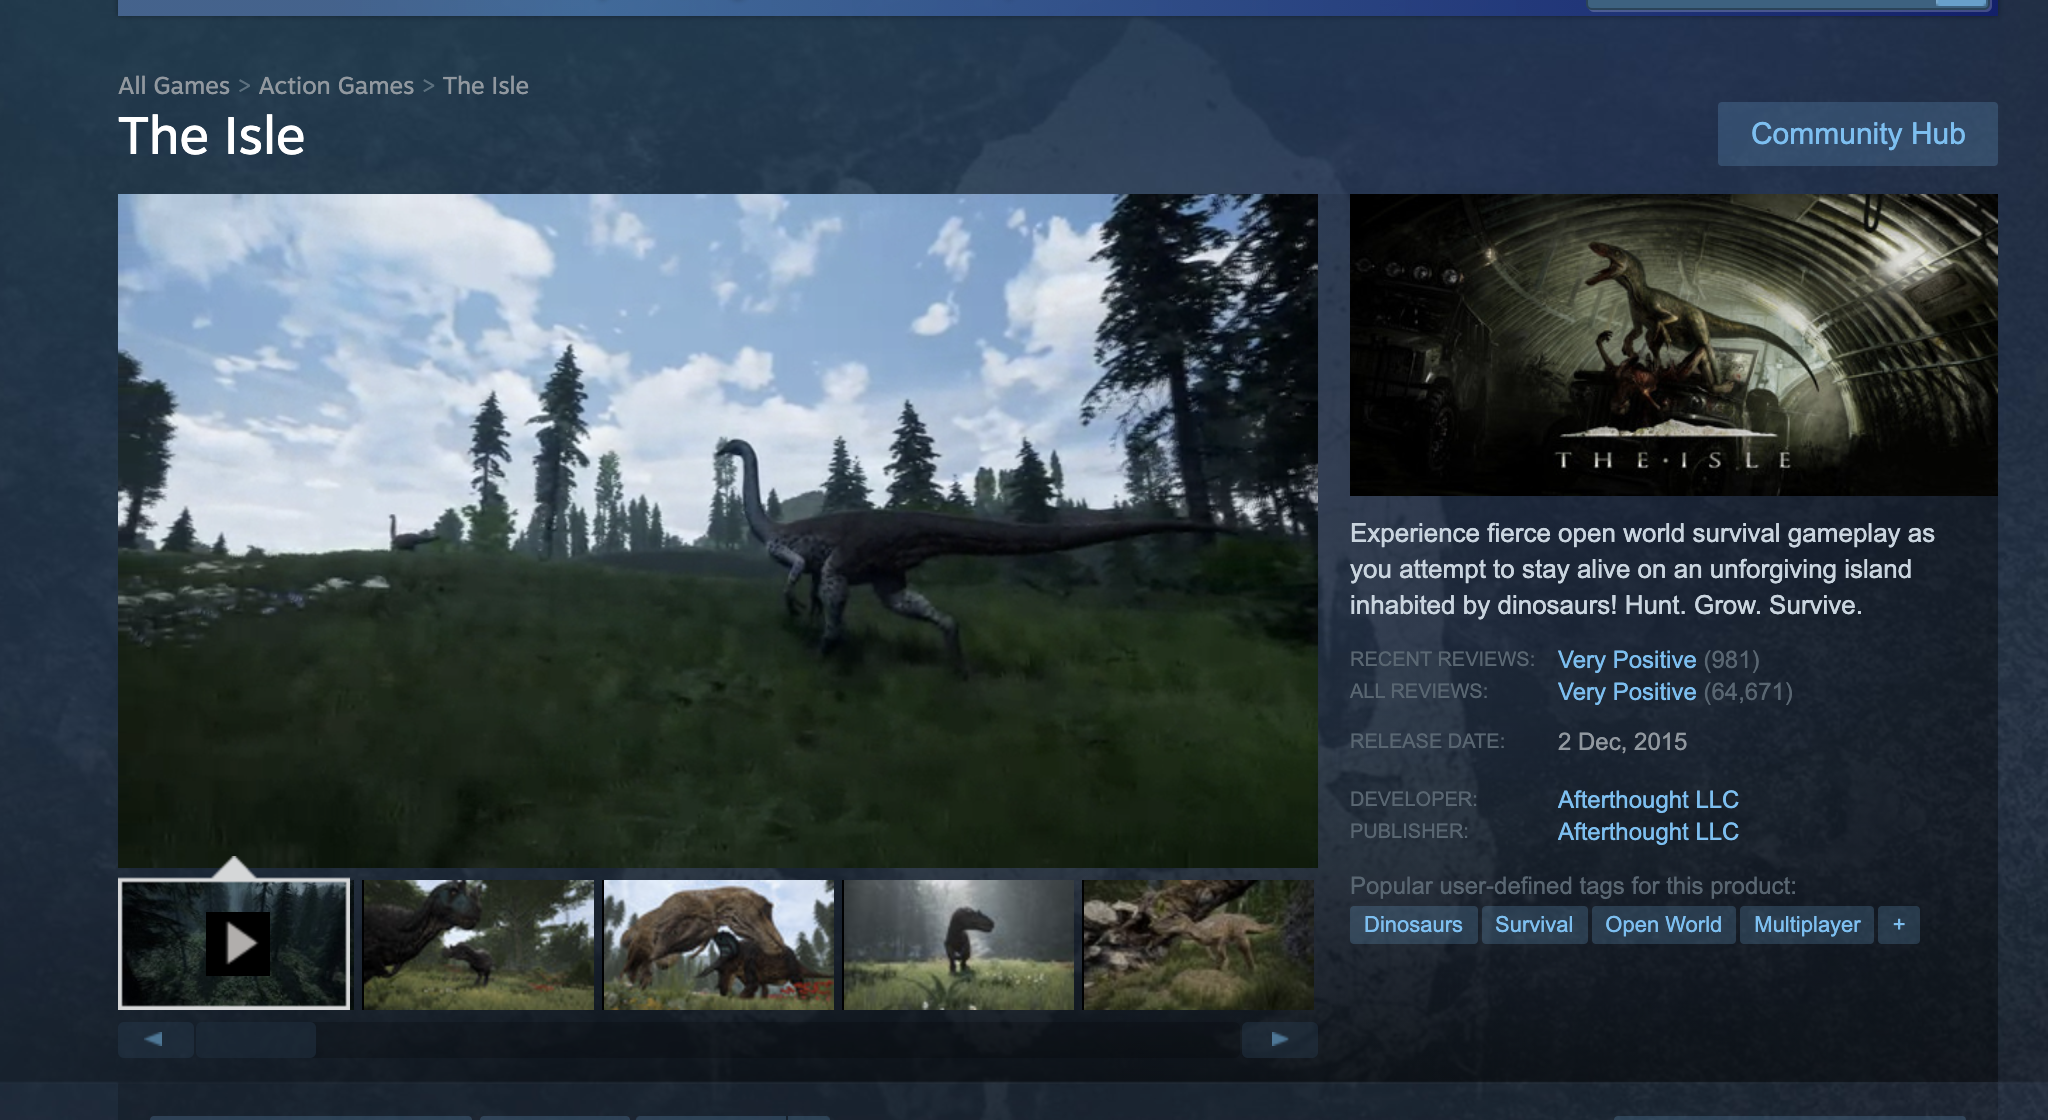 All Games > Action Games > The Isle
The Isle
Community Hub
THE·ISLE
Experience fierce open world survival gameplay as
you attempt to stay alive on an unforgiving island
inhabited by dinosaurs! Hunt. Grow. Survive.
RECENT REVIEWS: Very Positive (981)
ALL REVIEWS: Very Positive (64,671)
RELEASE DATE: 2 Dec, 2015
DEVELOPER: Afterthought LLC
PUBLISHER: Afterthought LLC
Popular user-defined tags for this product:
Dinosaurs Survival Open World Multiplayer +